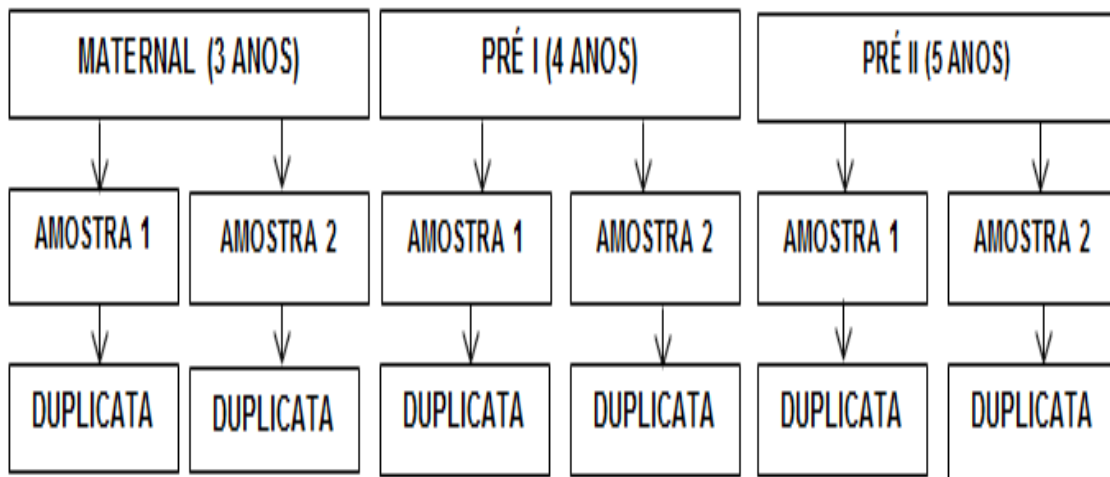 MATERNAL (3 ANOS)
PRÉ I (4 ANOS)
PRÉ II (5 ANOS)
AMOSTRA 1
AMOSTRA 2
AMOSTRA 1
AMOSTRA 2
AMOSTRA 1
AMOSTRA 2
DUPLICATA
DUPLICATA
DUPLICATA
DUPLICATA
DUPLICATA
DUPLICATA